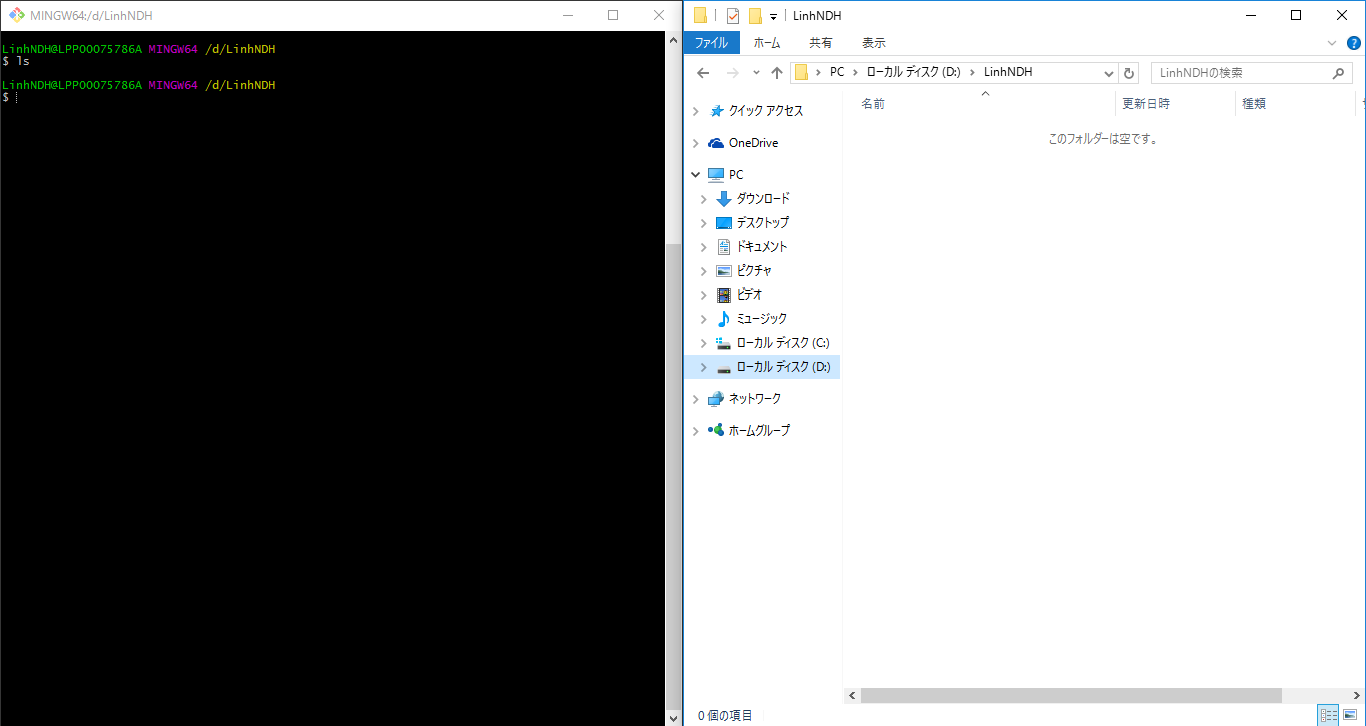 MINGW64:/d/LinhNDH
LinhNDH@LPP00075786A MINGW64 /d/LinhNDH
$ ls
LinhNDH@LPP00075786A MINGW64 /d/LinhNDH
$
LinhNDH
ファイル ホーム 共有 表示
PC ローカル ディスク (D:) LinhNDH
LinhNDHの検索
名前 更新日時 種類
このフォルダーは空です。
クイック アクセス
OneDrive
PC
ダウンロード
デスクトップ
ドキュメント
ピクチャ
ビデオ
ミュージック
ローカル ディスク (C:)
ローカル ディスク (D:)
ネットワーク
ホームグループ
0 個の項目